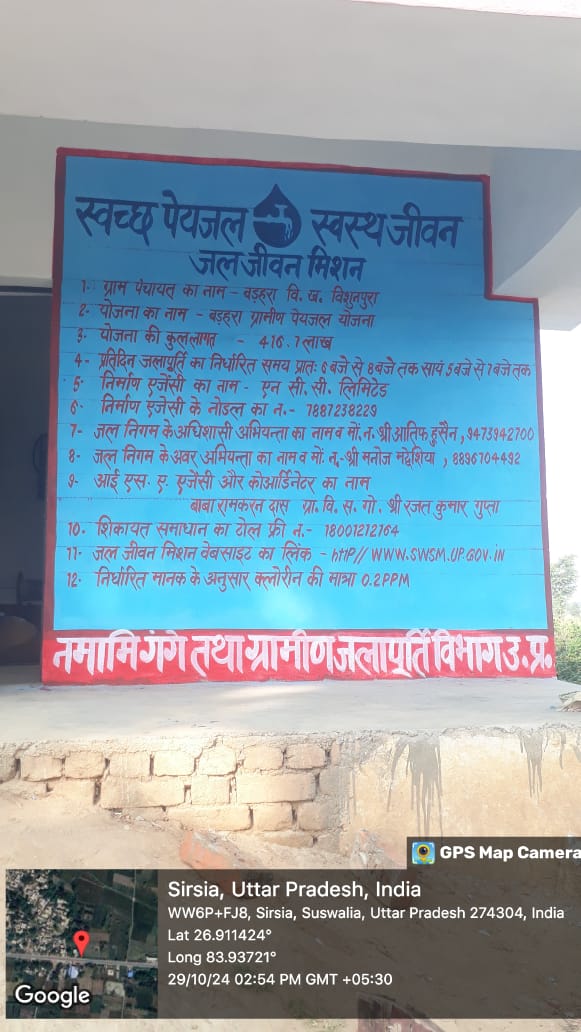 स्वच्छ पेयजल स्वस्थ जीवन
जल जीवन मिशन
1- ग्राम पंचायत का नाम - बड़हरा वि. ख. विशुनपुरा
2- योजना का नाम - बड़हरा ग्रामीण पेयजल योजना
3- योजना की कुल लागत - 416.7 लाख
4- प्रतिदिन जलापूर्ति का निर्धारित समय प्रातः 6 बजे से 8 बजे तक सायं 5 बजे से 7 बजे तक
5- निर्माण एजेंसी का नाम - एन सी. सी. लिमिटेड
6- निर्माण एजेंसी के नोडल का न.- 7887238229
7- जल निगम के अधिशासी अभियन्ता का नाम व मों. न.-श्री आतिफ हुसैन, 9473942700
8- जल निगम के अवर अभियन्ता का नाम व मों. न.-श्री मनोज मद्देशिया, 8896704492
9- आई एस. ए. एजेंसी और कोआर्डिनेटर का नाम
बाबा रामकरन दास ग्रा. वि. स. गो. श्री रजत कुमार गुप्ता
10. शिकायत समाधान का टोल फ्री न.- 18001212164
11- जल जीवन मिशन वेबसाइट का लिंक - http// WWW.SWSM.UP.GOV.iN
12- निर्धारित मानक के अनुसार क्लोरीन की मात्रा 0.2PPM
नमामि गंगे तथा ग्रामीण जलापूर्ति विभाग उ. प्र.
GPS Map Camera
Sirsia, Uttar Pradesh, India
WW6P+FJ8, Sirsia, Suswalia, Uttar Pradesh 274304, India
Lat 26.911424°
Long 83.93721°
29/10/24 02:54 PM GMT +05:30
Google